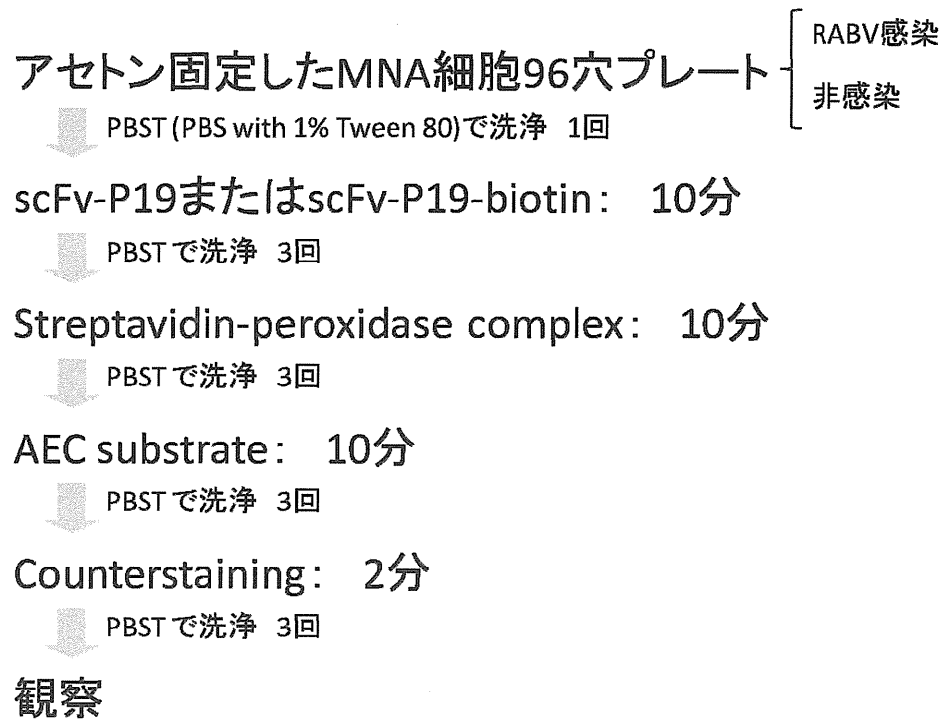 アセトン固定したMNA細胞96穴プレート
RABV感染
非感染
PBST (PBS with 1% Tween 80)で洗浄 1回
scFv-P19またはscFv-P19-biotin： 10分
PBSTで洗浄 3回
Streptavidin-peroxidase complex： 10分
PBSTで洗浄 3回
AEC substrate： 10分
PBSTで洗浄 3回
Counterstaining： 2分
PBSTで洗浄 3回
観察